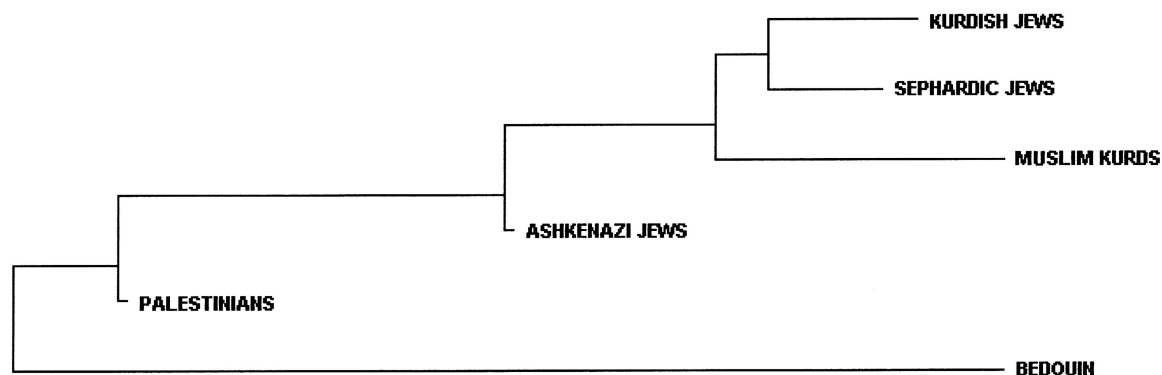 KURDISH JEWS
SEPHARDIC JEWS
MUSLIM KURDS
ASHKENAZI JEWS
PALESTINIANS
BEDOUIN